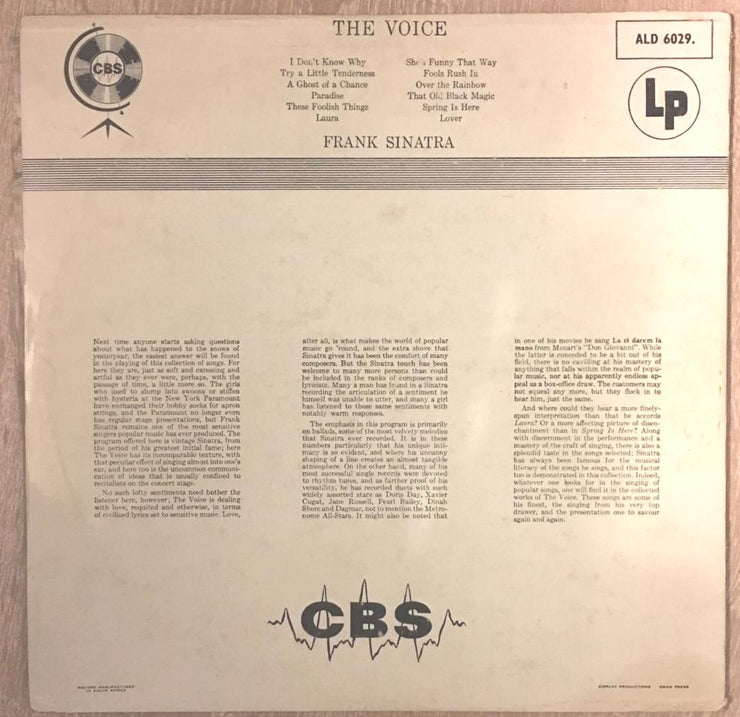 THE VOICE
ALD 6029.
CBS
I Don't Know Why
Try a Little Tenderness
A Ghost of a Chance
Paradise
These Foolish Things
Laura
She's Funny That Way
Fools Rush In
Over the Rainbow
That Old Black Magic
Spring Is Here
Lover
Lp
FRANK SINATRA
Next time anyone starts asking questions
about what has happened to the snows of
yesteryear, the easiest answer will be found
in the playing of this collection of songs. For
here they are, just as soft and caressing and
artful as they ever were, perhaps, with the
passage of time, a little more so. The girls
who used to slump into swoons or stiffen
with hysteria at the New York Paramount
have exchanged their bobby socks for apron
strings, and the Paramount no longer even
has regular stage presentations, but Frank
Sinatra remains one of the most sensitive
singers popular music has ever produced. The
program offered here is vintage Sinatra, from
the period of his greatest initial fame; here
The Voice has its incomparable texture, with
that peculiar effect of singing almost into one's
ear, and here too is the uncommon communi-
cation of ideas that is usually confined to
recitalists on the concert stage.
No such lofty sentiments need bother the
listener here, however; The Voice is dealing
with love, requited and otherwise, in terms
of civilized lyrics set to sensitive music. Love,
after all, is what makes the world of popular
music go 'round, and the extra shove that
Sinatra gives it has been the comfort of many
composers. But the Sinatra touch has been
welcome to many more persons than could
be included in the ranks of composers and
lyricists. Many a man has found in a Sinatra
recording the articulation of a sentiment he
himself was unable to utter, and many a girl
has listened to those same sentiments with
notably warm responses.
The emphasis in this program is primarily
on ballads, some of the most velvety melodies
that Sinatra ever recorded. It is in these
numbers particularly that his unique inti-
macy is so evident, and where his uncanny
shaping of a line creates an almost tangible
atmosphere. On the other hand, many of his
most successful single records were devoted
to rhythm tunes, and as further proof of his
versatility, he has recorded duets with such
widely assorted stars as Doris Day, Xavier
Cugat, Jane Russell, Pearl Bailey, Dinah
Shore and Dagmar, not to mention the Metro-
nome All-Stars. It might also be noted that
in one of his movies he sang La ci darem la
mano from Mozart's "Don Giovanni". While
the latter is conceded to be a bit out of his
field, there is no cavilling at his mastery of
anything that falls within the realm of popu-
lar music, nor at his apparently endless ap-
peal as a box-office draw. The customers may
not squeal any more, but they flock in to
hear him, just the same.
And where could they hear a more finely-
spun interpretation than that he accords
Laura? Or a more affecting picture of disen-
chantment than in Spring Is Here? Along
with discernment in the performance and a
mastery of the craft of singing, there is also a
splendid taste in the songs selected; Sinatra
has always been famous for the musical
literacy of the songs he sings, and this factor
too is demonstrated in this collection. Indeed,
whatever one looks for in the singing of
popular songs, one will find it in the collected
works of The Voice. These songs are some of
his finest, the singing from his very top
drawer, and the presentation one to savour
again and again.
CBS
RECORD MANUFACTURED
IN SOUTH AFRICA
DISPLAY PRODUCTIONS SWISS PRESS